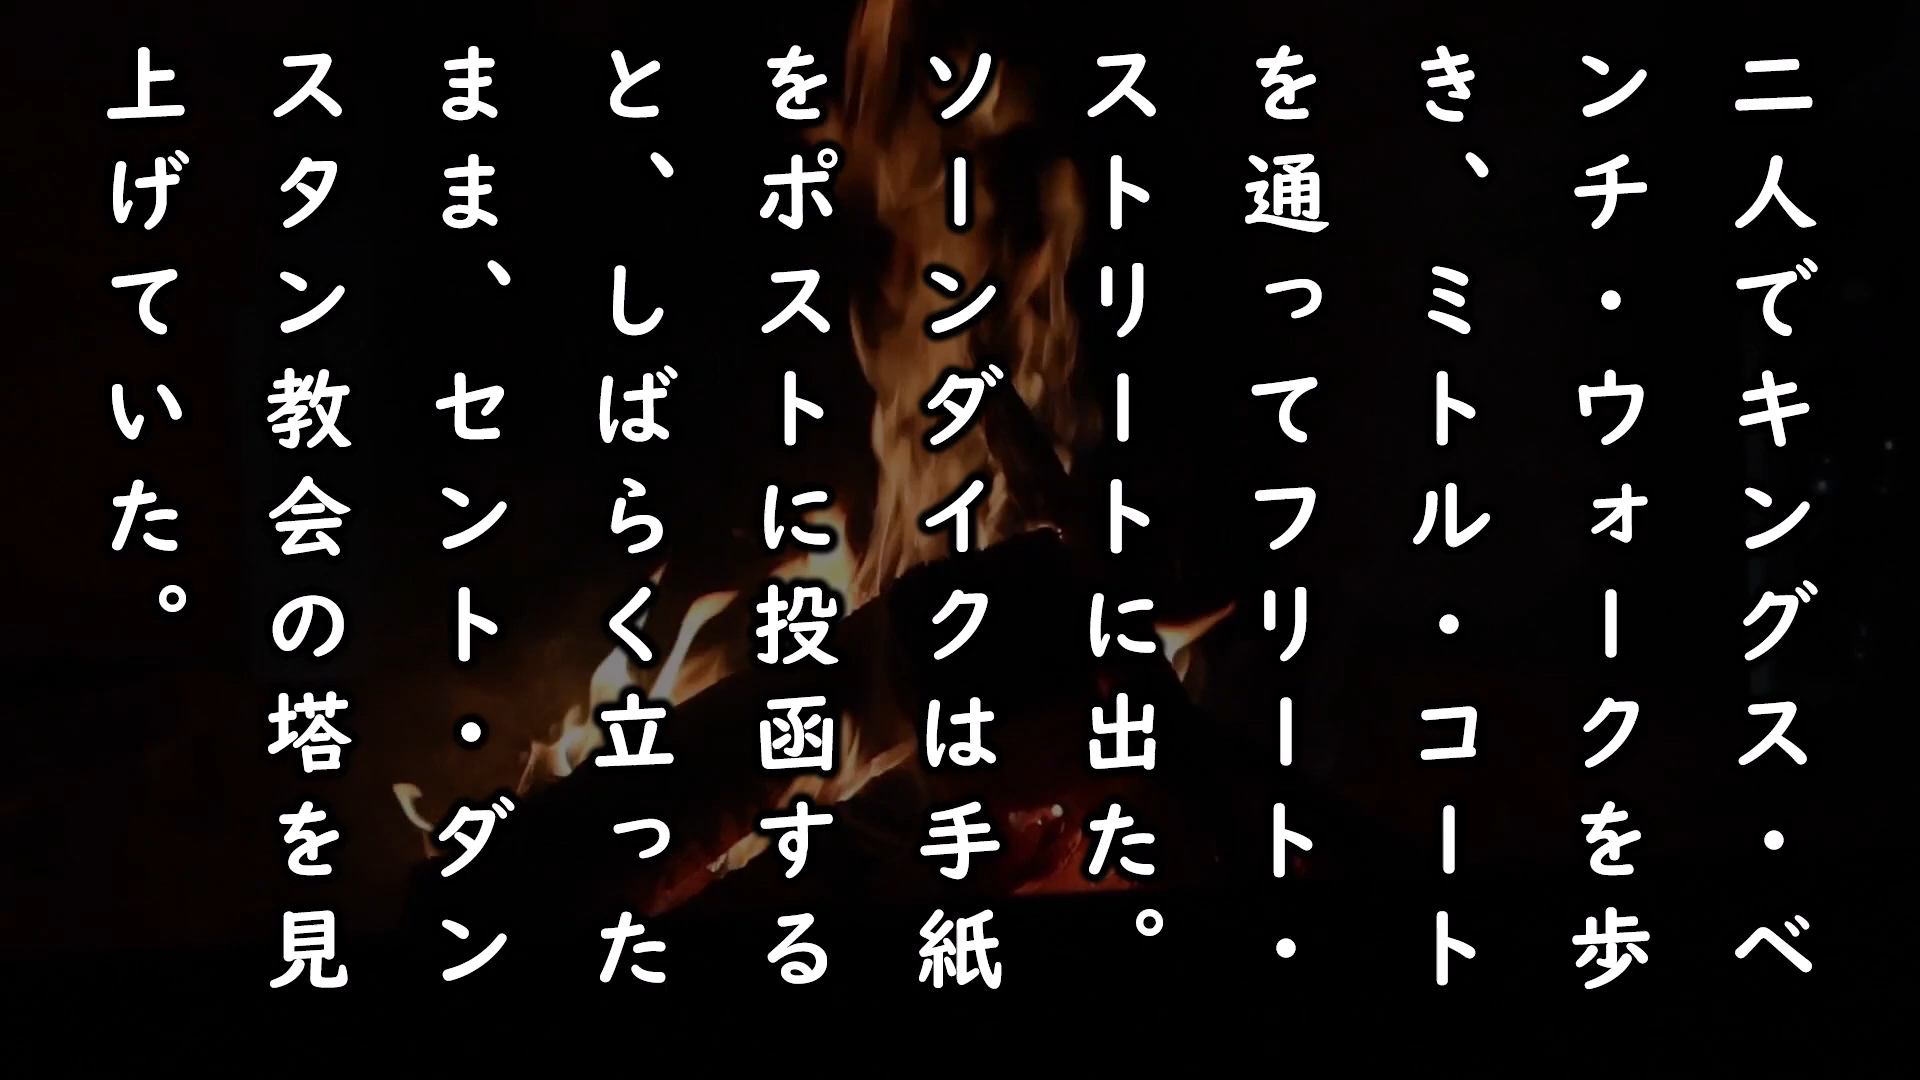 二人でキングス・ベ
ンチ・ウォークを歩
き、ミトル・コート
を通ってフリート・
ストリートに出た。
ソーンダイクは手紙
をポストに投函する
と、しばらく立った
まま、セント・ダン
スタン教会の塔を見
上げていた。